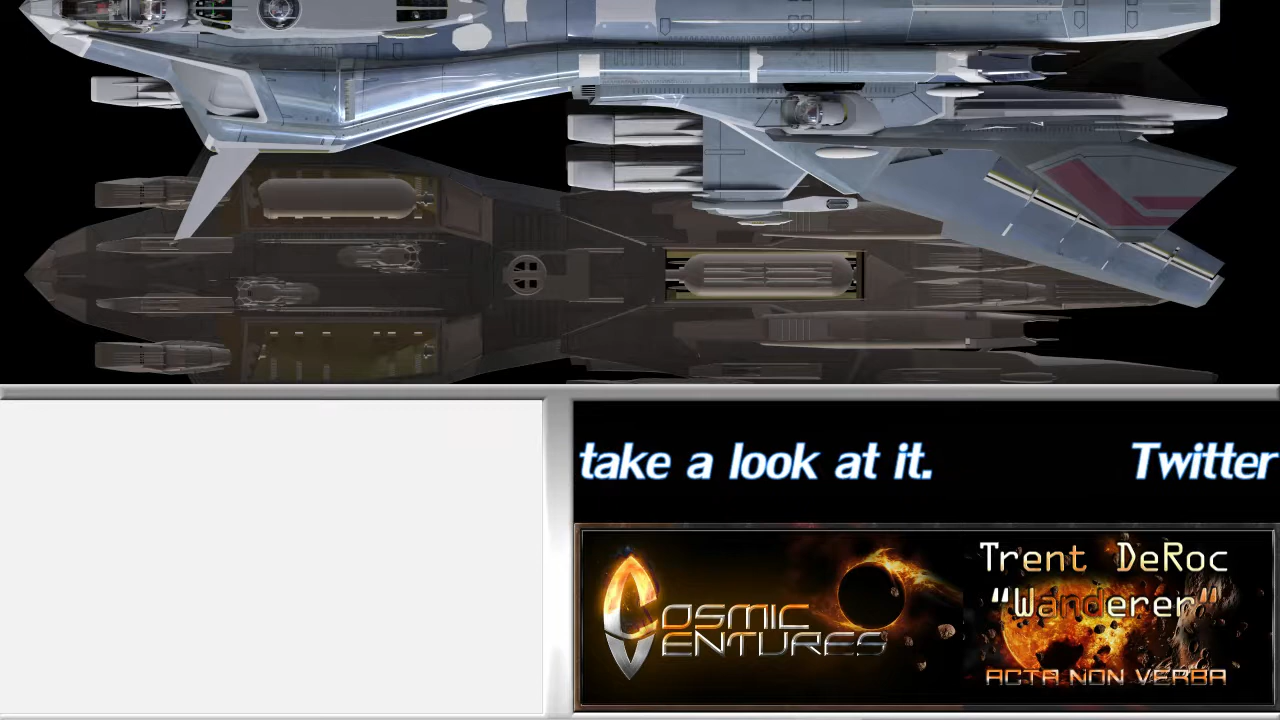 take a look at it. Twitter
Trent DeRoc
"Wanderer"
COSMIC
VENTURES
ACTA NON VERBA